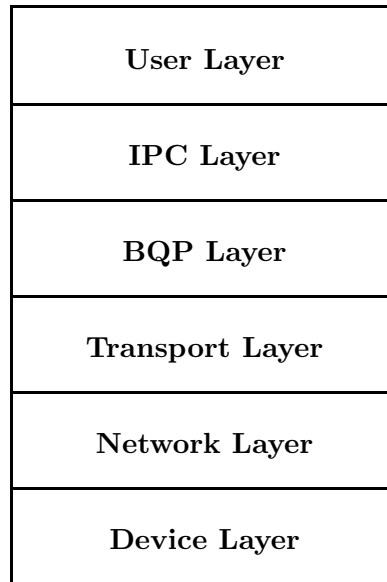 User Layer
IPC Layer
BQP Layer
Transport Layer
Network Layer
Device Layer